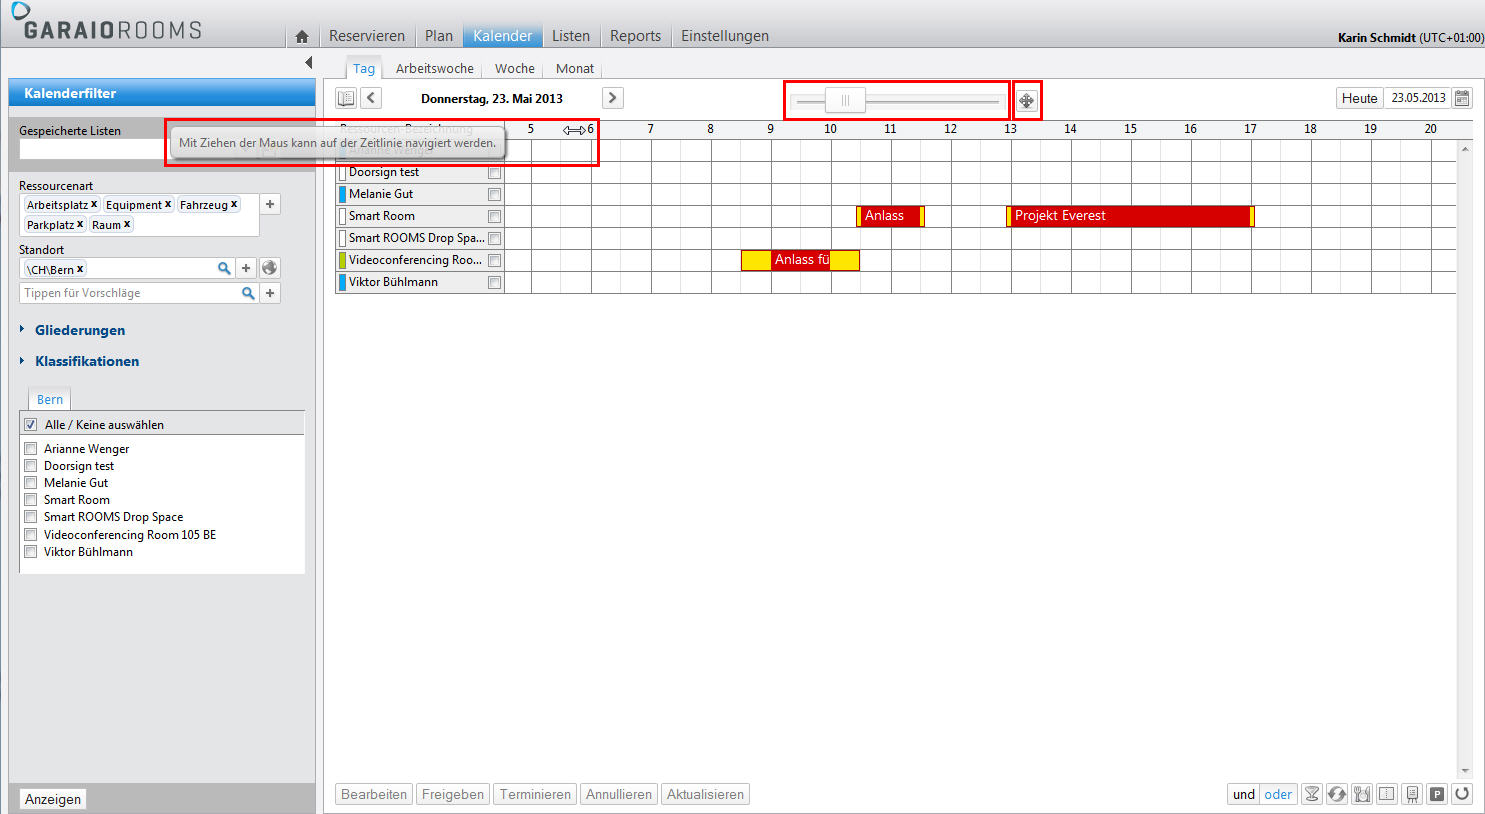 GARAIOROOMS
Reservieren Plan Kalender Listen Reports Einstellungen
Karin Schmidt (UTC+01:00)
Tag Arbeitswoche Woche Monat
Kalenderfilter
Donnerstag, 23. Mai 2013
Heute 23.05.2013
Gespeicherte Listen
Ressourcen-Bezeichnung
5 6 7 8 9 10 11 12 13 14 15 16 17 18 19 20
Mit Ziehen der Maus kann auf der Zeitlinie navigiert werden.
Arianne Wenger
Doorsign test
Melanie Gut
Smart Room
Anlass
Projekt Everest
Smart ROOMS Drop Spa...
Videoconferencing Roo...
Anlass fü
Viktor Bühlmann
Ressourcenart
Arbeitsplatz x Equipment x Fahrzeug x
Parkplatz x Raum x
Standort
\CH\Bern x
Tippen für Vorschläge
Gliederungen
Klassifikationen
Bern
Alle / Keine auswählen
Arianne Wenger
Doorsign test
Melanie Gut
Smart Room
Smart ROOMS Drop Space
Videoconferencing Room 105 BE
Viktor Bühlmann
Anzeigen
Bearbeiten Freigeben Terminieren Annullieren Aktualisieren
und oder
P